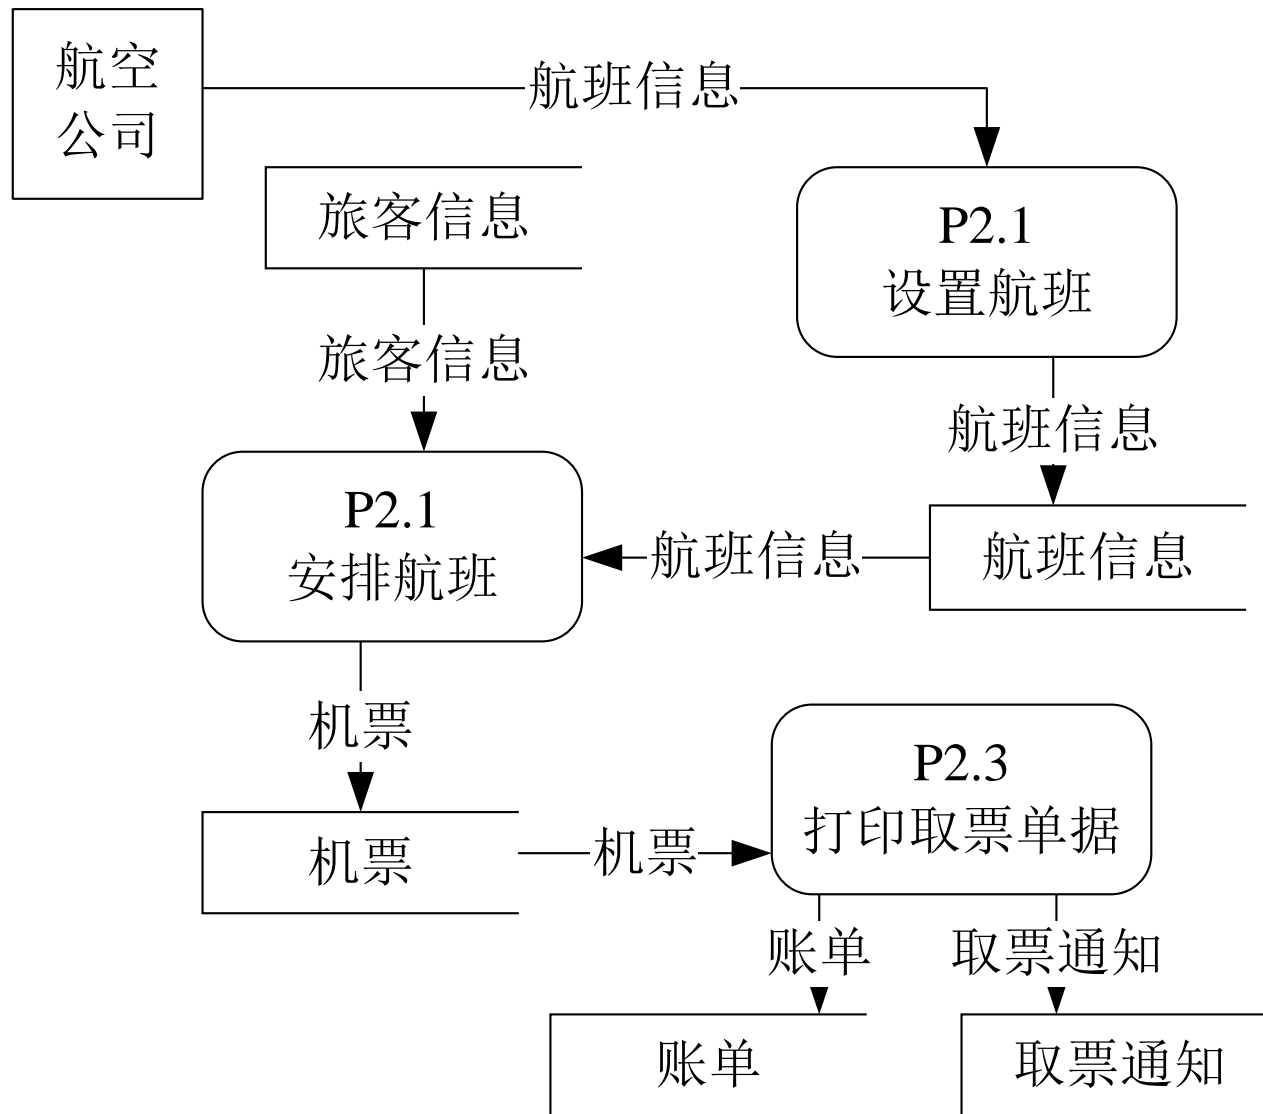 航空
公司
航班信息
旅客信息
P2.1
设置航班
旅客信息
航班信息
P2.1
安排航班
航班信息
航班信息
机票
P2.3
打印取票单据
机票
机票
账单
取票通知
账单
取票通知